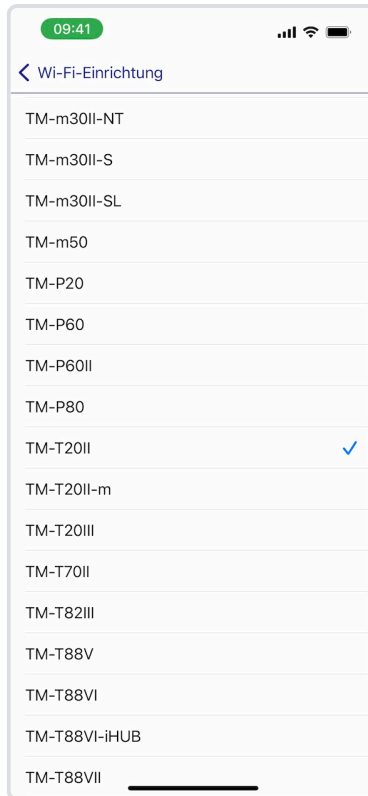 09:41
Wi-Fi-Einrichtung
TM-m30II-NT
TM-m30II-S
TM-m30II-SL
TM-m50
TM-P20
TM-P60
TM-P60II
TM-P80
TM-T20II
TM-T20II-m
TM-T20III
TM-T70II
TM-T82III
TM-T88V
TM-T88VI
TM-T88VI-iHUB
TM-T88VII